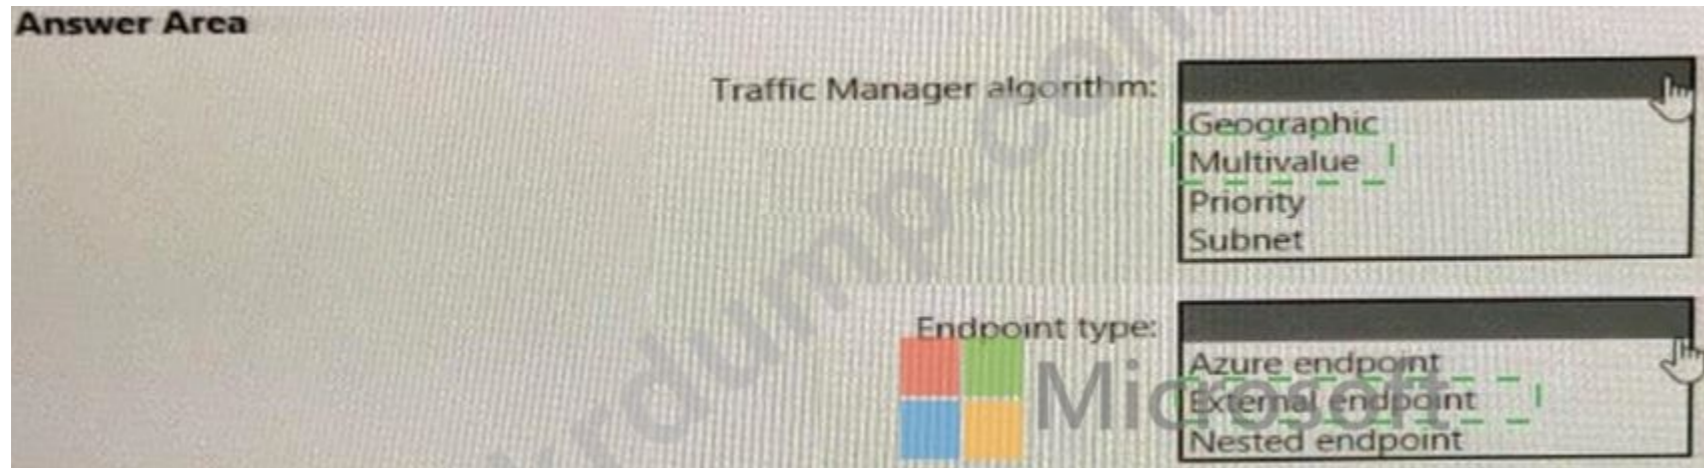 Answer Area
Traffic Manager algorithm:
Geographic
Multivalue
Priority
Subnet
Endpoint type:
Azure endpoint
External endpoint
Nested endpoint
Microsoft